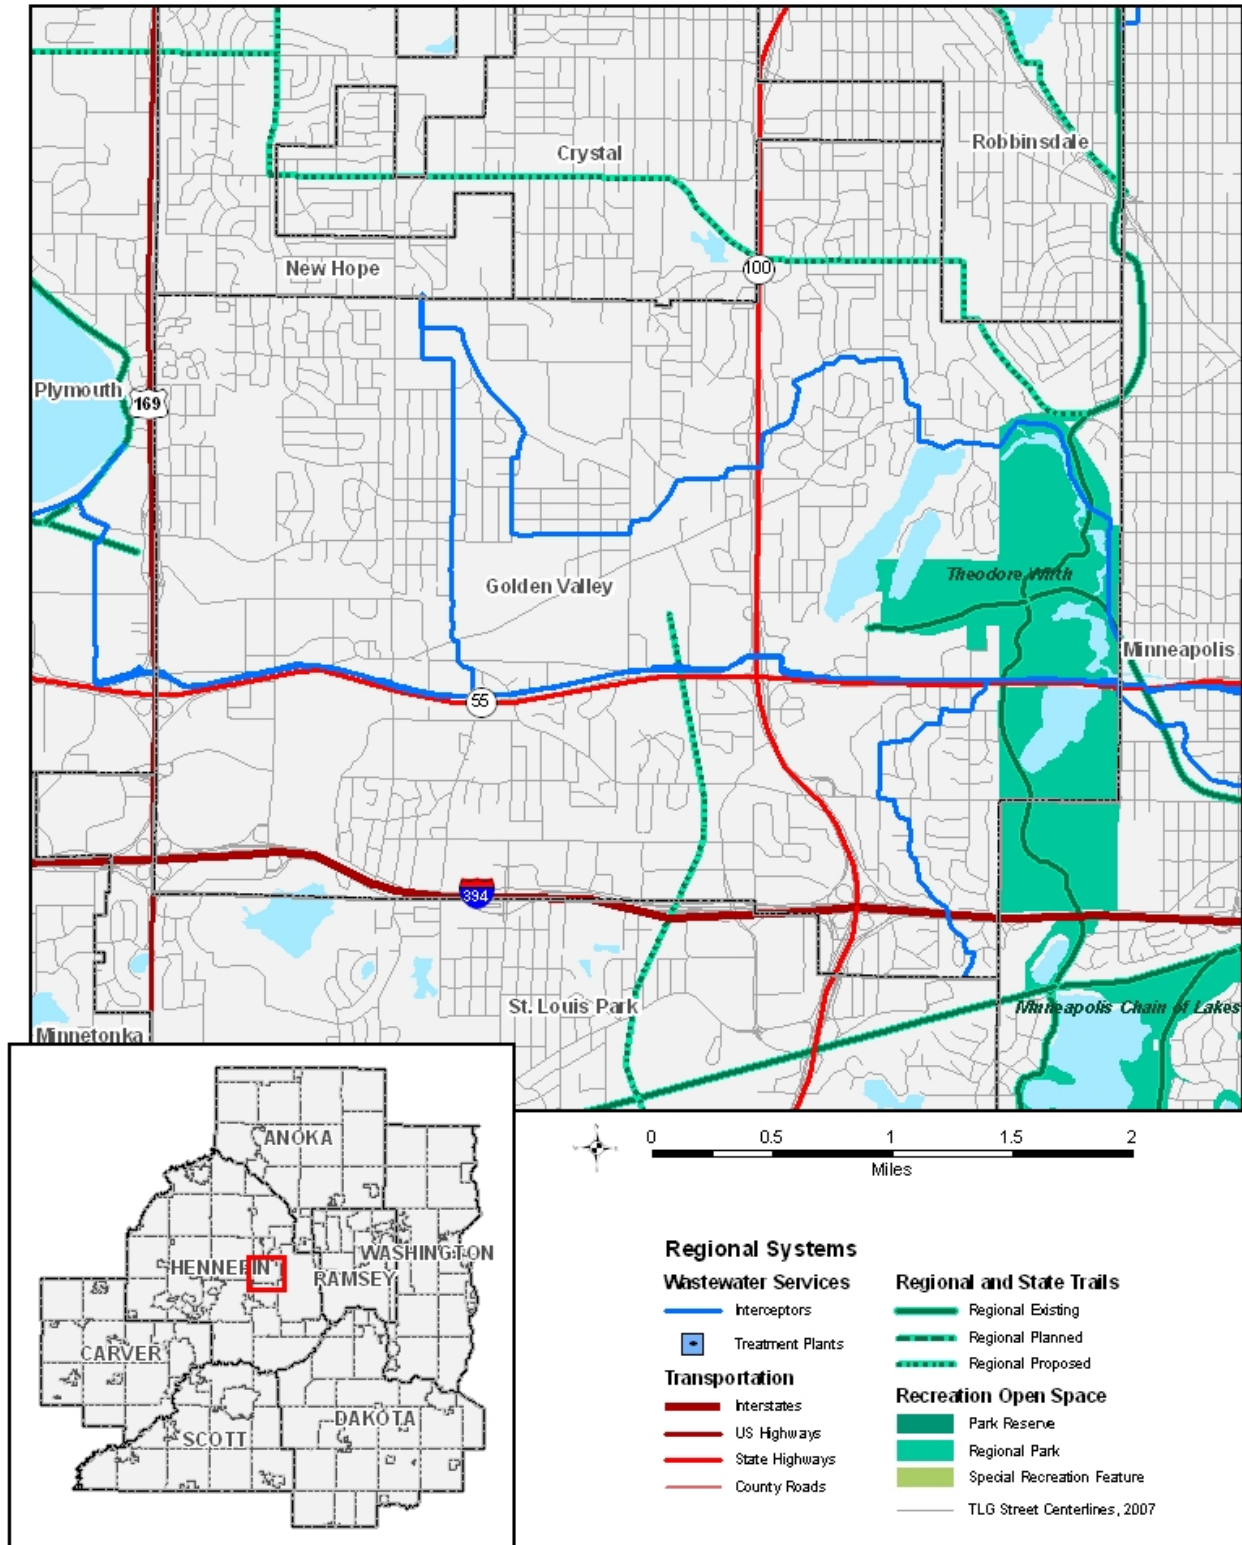 Robbinsdale
Crystal
New Hope
100
Plymouth
169
Theodore Wirth
Golden Valley
Minneapolis
55
394
St. Louis Park
Minneapolis Chain of Lakes
Minnetonka
0 0.5 1 1.5 2
Miles
ANOKA
WASHINGTON
HENNEPIN
RAMSEY
CARVER
DAKOTA
SCOTT
Regional Systems
Wastewater Services
Interceptors
Treatment Plants
Transportation
Interstates
US Highways
State Highways
County Roads
Regional and State Trails
Regional Existing
Regional Planned
Regional Proposed
Recreation Open Space
Park Reserve
Regional Park
Special Recreation Feature
TLG Street Centerlines, 2007